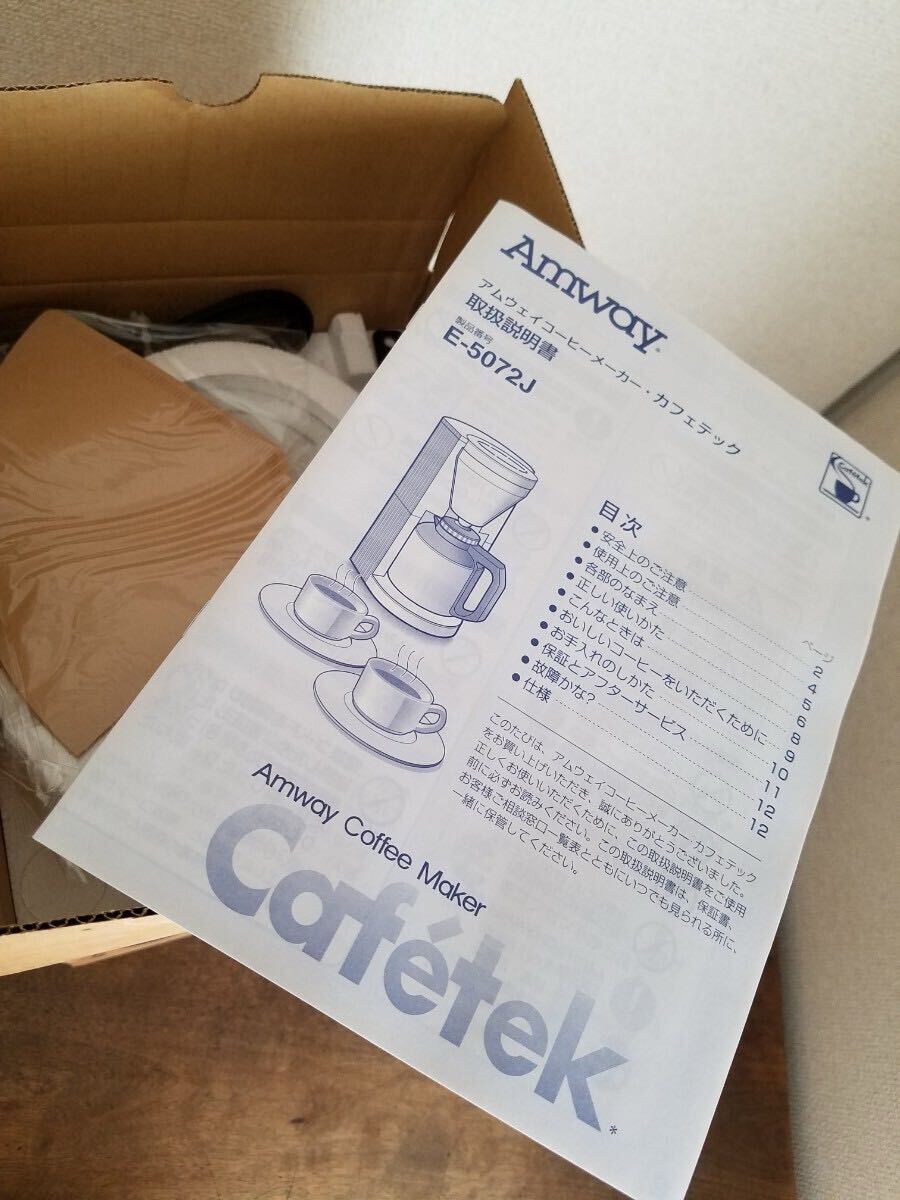 Amway
アムウェイコーヒーメーカー・カフェテック
取扱説明書
製品番号
E-5072J
目次
ページ
●安全上のご注意 2
●使用上のご注意 4
●各部のなまえ 5
●正しい使いかた 6
●こんなときは 8
●おいしいコーヒーをいただくために 9
●お手入れのしかた 10
●保証とアフターサービス 11
●故障かな? 12
●仕様 12
このたびは、アムウェイコーヒーメーカー・カフェテック
をお買い上げいただき、誠にありがとうございました。
正しくお使いいただくために、この取扱説明書をご使用
前に必ずお読みください。この取扱説明書は、保証書、
お客様ご相談窓口一覧表とともにいつでも見られる所に、
一緒に保管してください。
Amway Coffee Maker
Cafétek*